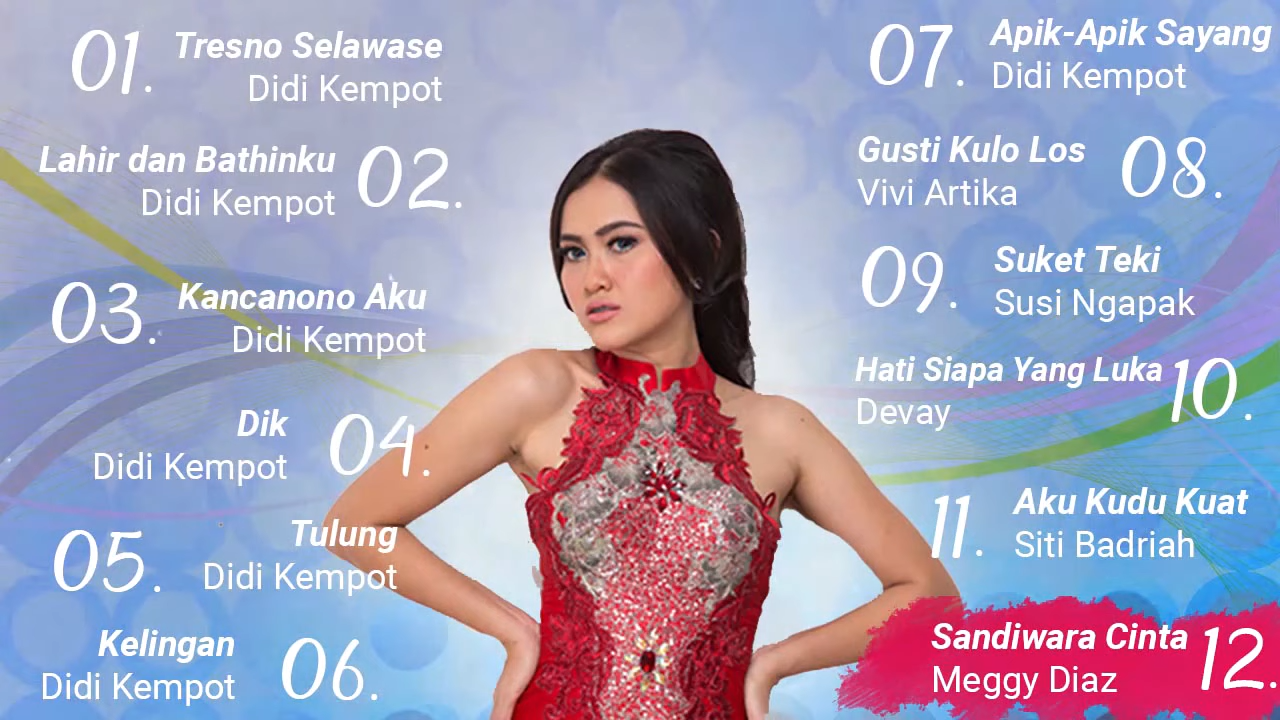 01. Tresno Selawase
Didi Kempot
Lahir dan Bathinku 02.
Didi Kempot
03. Kancanono Aku
Didi Kempot
Dik 04.
Didi Kempot
05. Tulung
Didi Kempot
Kelingan 06.
Didi Kempot
07. Apik-Apik Sayang
Didi Kempot
Gusti Kulo Los 08.
Vivi Artika
09. Suket Teki
Susi Ngapak
Hati Siapa Yang Luka 10.
Devay
11. Aku Kudu Kuat
Siti Badriah
Sandiwara Cinta 12.
Meggy Diaz